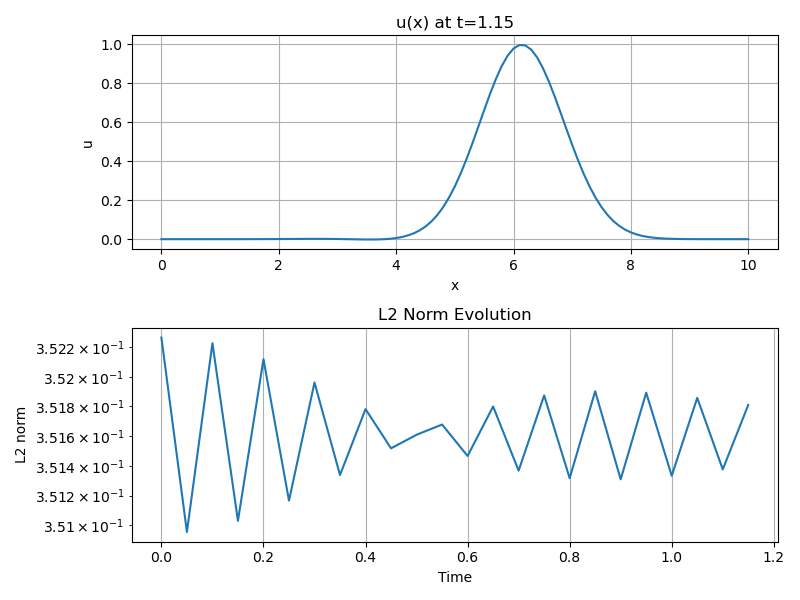 u(x) at t=1.15
1.0
0.8
0.6
0.4
0.2
0.0
u
0 2 4 6 8 10
x
L2 Norm Evolution
3.522 × 10⁻¹
3.52 × 10⁻¹
3.518 × 10⁻¹
3.516 × 10⁻¹
3.514 × 10⁻¹
3.512 × 10⁻¹
3.51 × 10⁻¹
L2 norm
0.0 0.2 0.4 0.6 0.8 1.0 1.2
Time